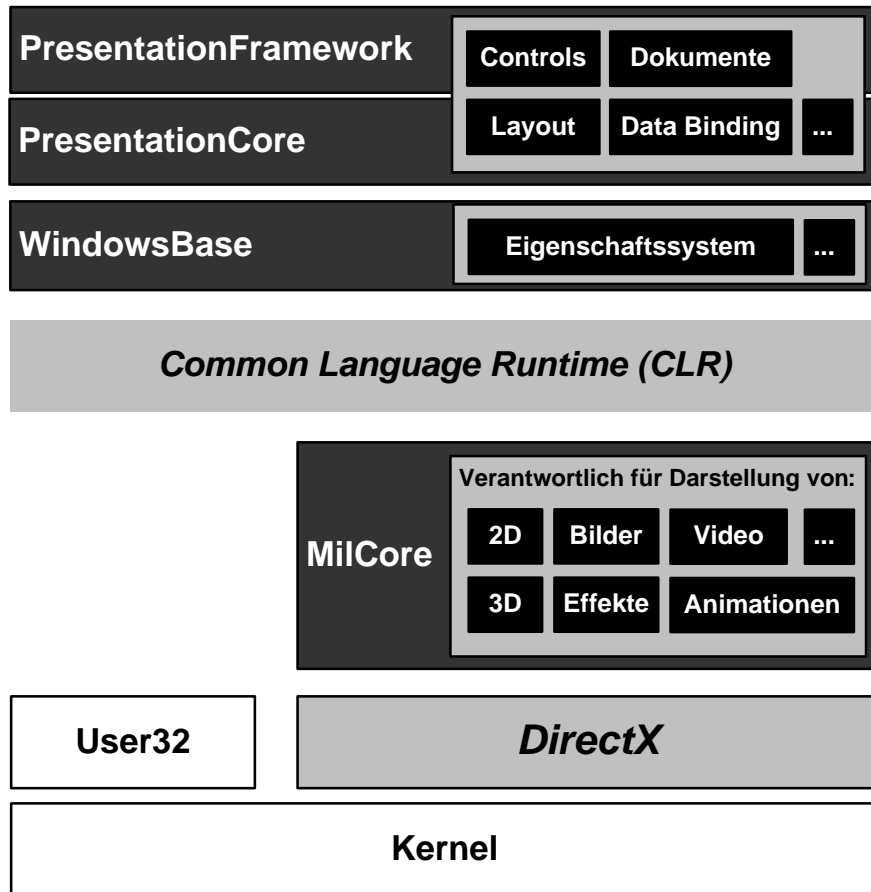 PresentationFramework
Controls
Dokumente
PresentationCore
Layout
Data Binding
...
WindowsBase
Eigenschaftssystem
...
Common Language Runtime (CLR)
MilCore
Verantwortlich für Darstellung von:
2D
Bilder
Video
...
3D
Effekte
Animationen
User32
DirectX
Kernel